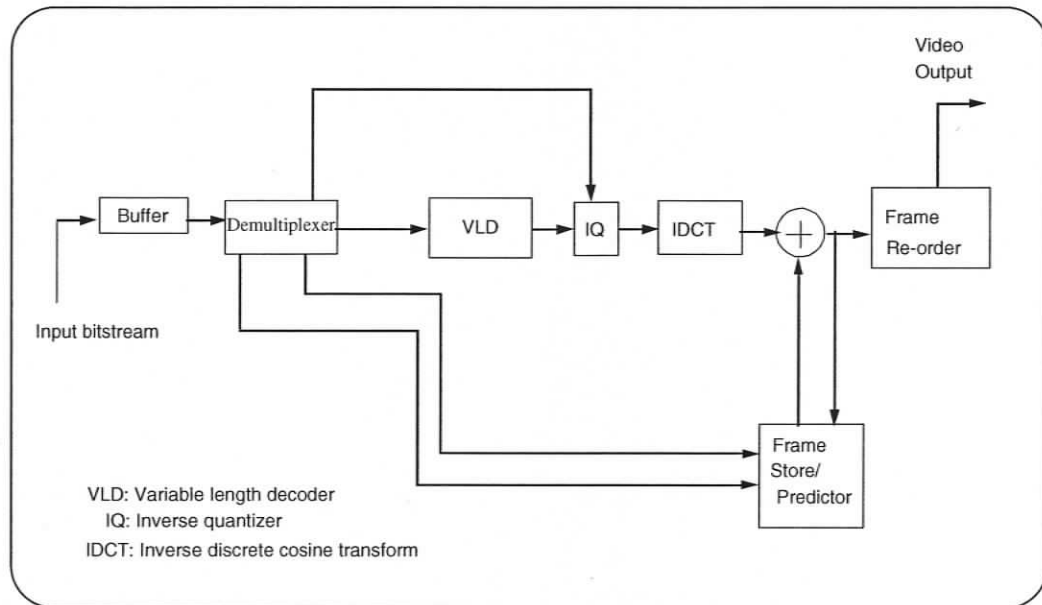 Video
Output
Buffer
Demultiplexer
VLD
IQ
IDCT
Frame
Re-order
Input bitstream
Frame
Store/
Predictor
VLD: Variable length decoder
IQ: Inverse quantizer
IDCT: Inverse discrete cosine transform